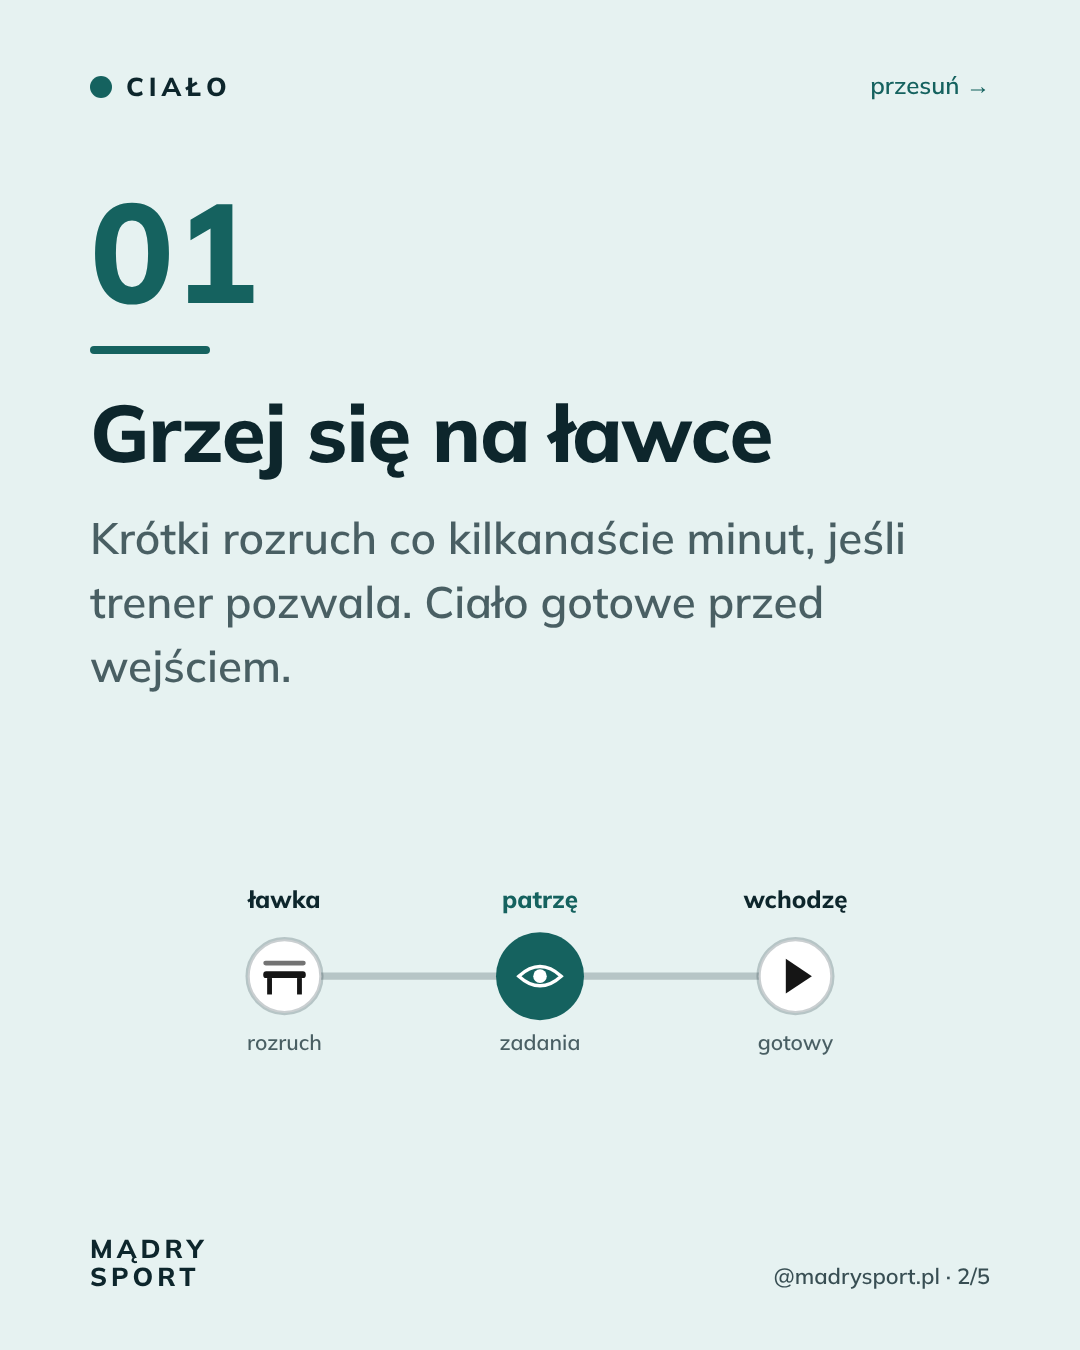 CIAŁO
przesuń →
01
Grzej się na ławce
Krótki rozruch co kilkanaście minut, jeśli
trener pozwala. Ciało gotowe przed
wejściem.
ławka
patrzę
wchodzę
rozruch
zadania
gotowy
MĄDRY
SPORT
@madrysport.pl · 2/5